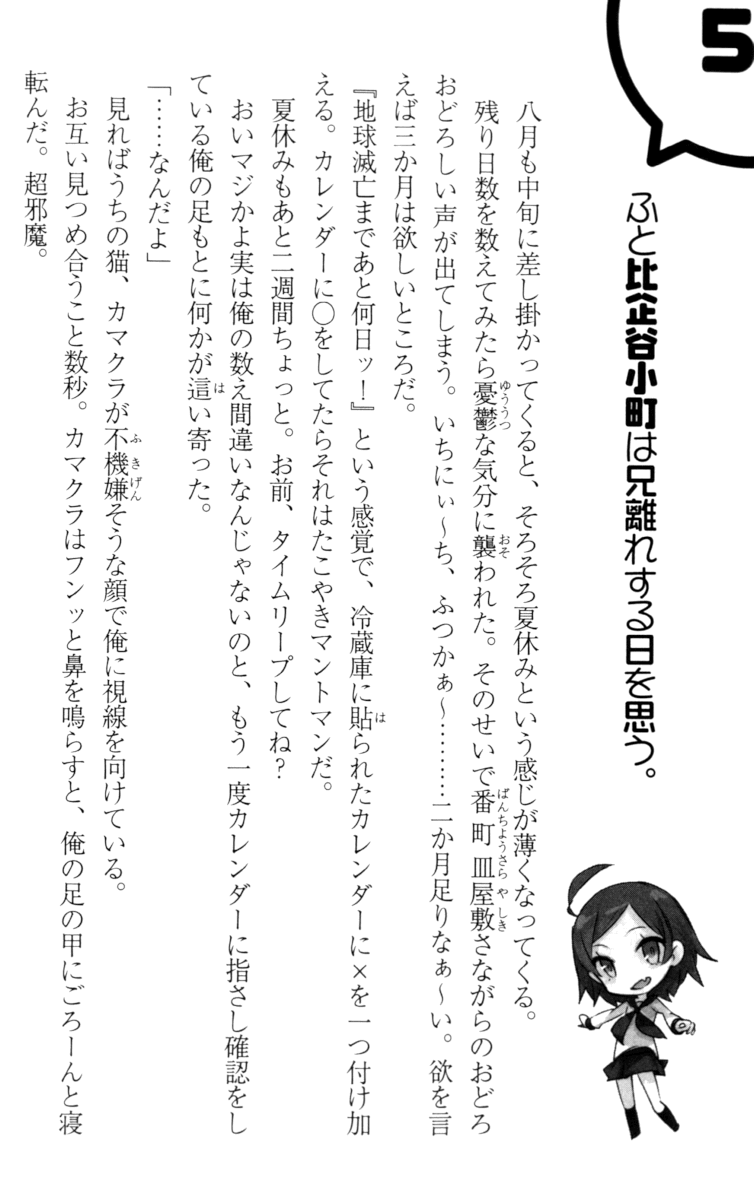 5
ふと比企谷小町は兄離れする日を思う。
八月も中旬に差し掛かってくると、そろそろ夏休みという感じが薄くなってくる。
残り日数を数えてみたら憂鬱な気分に襲われた。そのせいで番町皿屋敷さながらのおどろ
おどろしい声が出てしまう。いちにぃ～ち、ふつかぁ～………二か月足りなぁ～い。欲を言
えば三か月は欲しいところだ。
『地球滅亡まであと何日ッ！』という感覚で、冷蔵庫に貼られたカレンダーに×を一つ付け加
える。カレンダーに○をしてたらそれはたこやきマントマンだ。
夏休みもあと二週間ちょっと。お前、タイムリープしてね？
おいマジかよ実は俺の数え間違いなんじゃないのと、もう一度カレンダーに指さし確認をし
ている俺の足もとに何かが這い寄った。
「……なんだよ」
見ればうちの猫、カマクラが不機嫌そうな顔で俺に視線を向けている。
お互い見つめ合うこと数秒。カマクラはフンッと鼻を鳴らすと、俺の足の甲にごろーんと寝
転んだ。超邪魔。